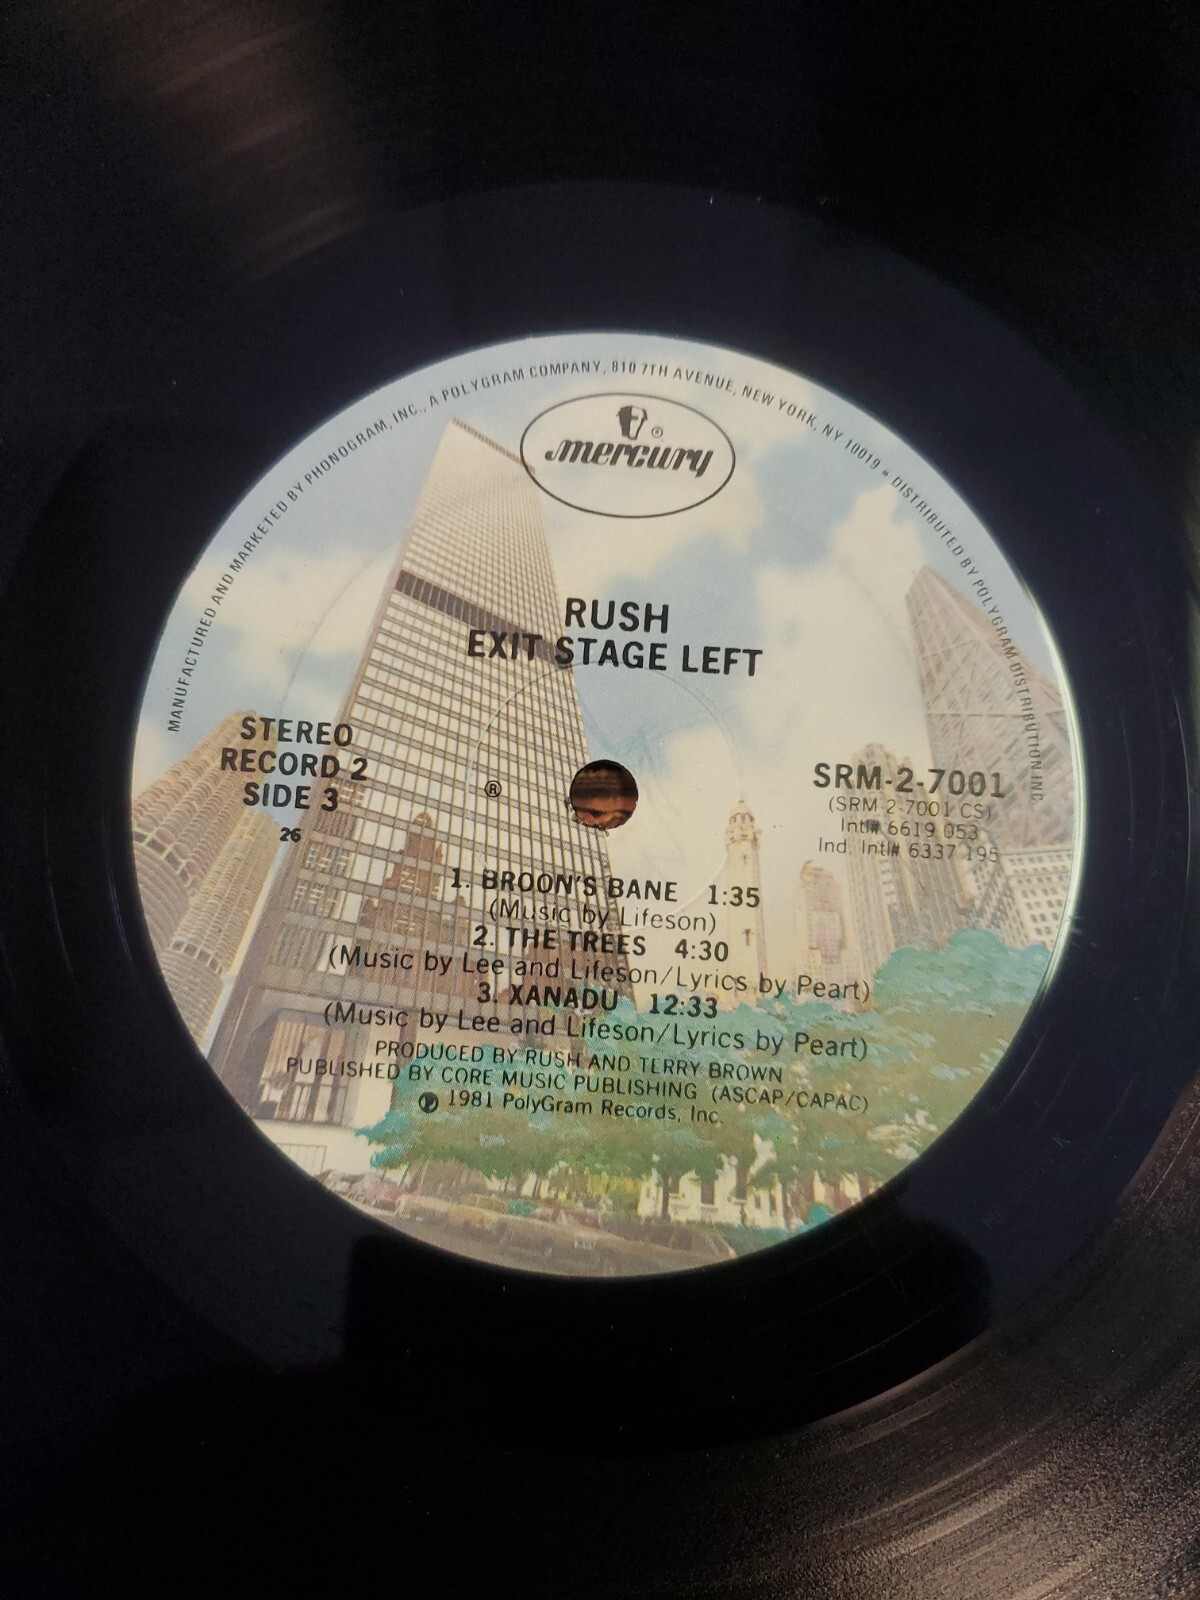 MANUFACTURED AND MARKETED BY PHONOGRAM, INC., A POLYGRAM COMPANY, 810 7TH AVENUE, NEW YORK, NY 10019 • DISTRIBUTED BY POLYGRAM DISTRIBUTION INC
mercury®
RUSH
EXIT STAGE LEFT
STEREO
RECORD 2
SIDE 3
26
®
SRM-2-7001
(SRM-2-7001 CS)
Intl# 6619 053
Ind. Intl# 6337 195
1. BROON'S BANE 1:35
(Music by Lifeson)
2. THE TREES 4:30
(Music by Lee and Lifeson/Lyrics by Peart)
3. XANADU 12:33
(Music by Lee and Lifeson/Lyrics by Peart)
PRODUCED BY RUSH AND TERRY BROWN
PUBLISHED BY CORE MUSIC PUBLISHING (ASCAP/CAPAC)
℗ 1981 PolyGram Records, Inc.